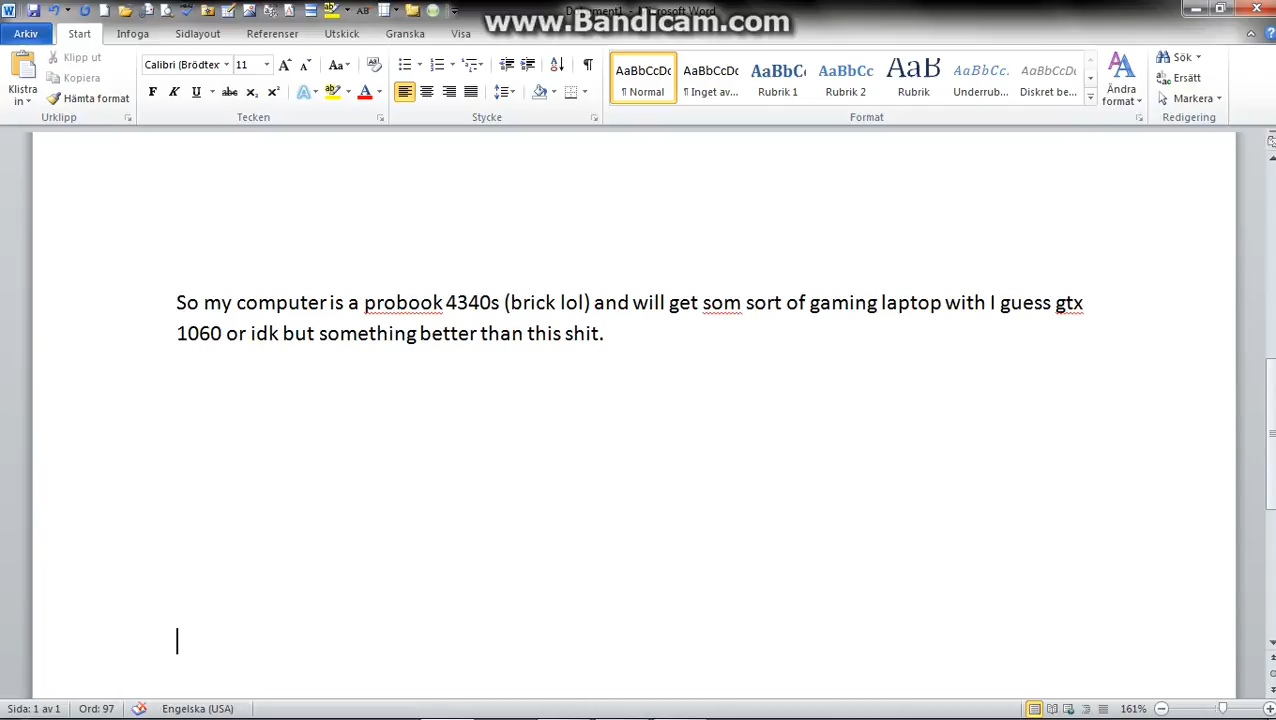 www.Bandicam.com
Arkiv Start Infoga Sidlayout Referenser Utskick Granska Visa
Klistra in
Klipp ut
Kopiera
Hämta format
Urklipp
Calibri (Brödtex 11
Tecken
Stycke
AaBbCcDc AaBbCcDc AaBbC AaBbCc AaB AaBbCc. AaBbCcDc
¶ Normal ¶ Inget av... Rubrik 1 Rubrik 2 Rubrik Underrub... Diskret be...
Ändra format
Format
Sök
Ersätt
Markera
Redigering
So my computer is a probook 4340s (brick lol) and will get som sort of gaming laptop with I guess gtx
1060 or idk but something better than this shit.
Sida: 1 av 1 Ord: 97 Engelska (USA) 161%